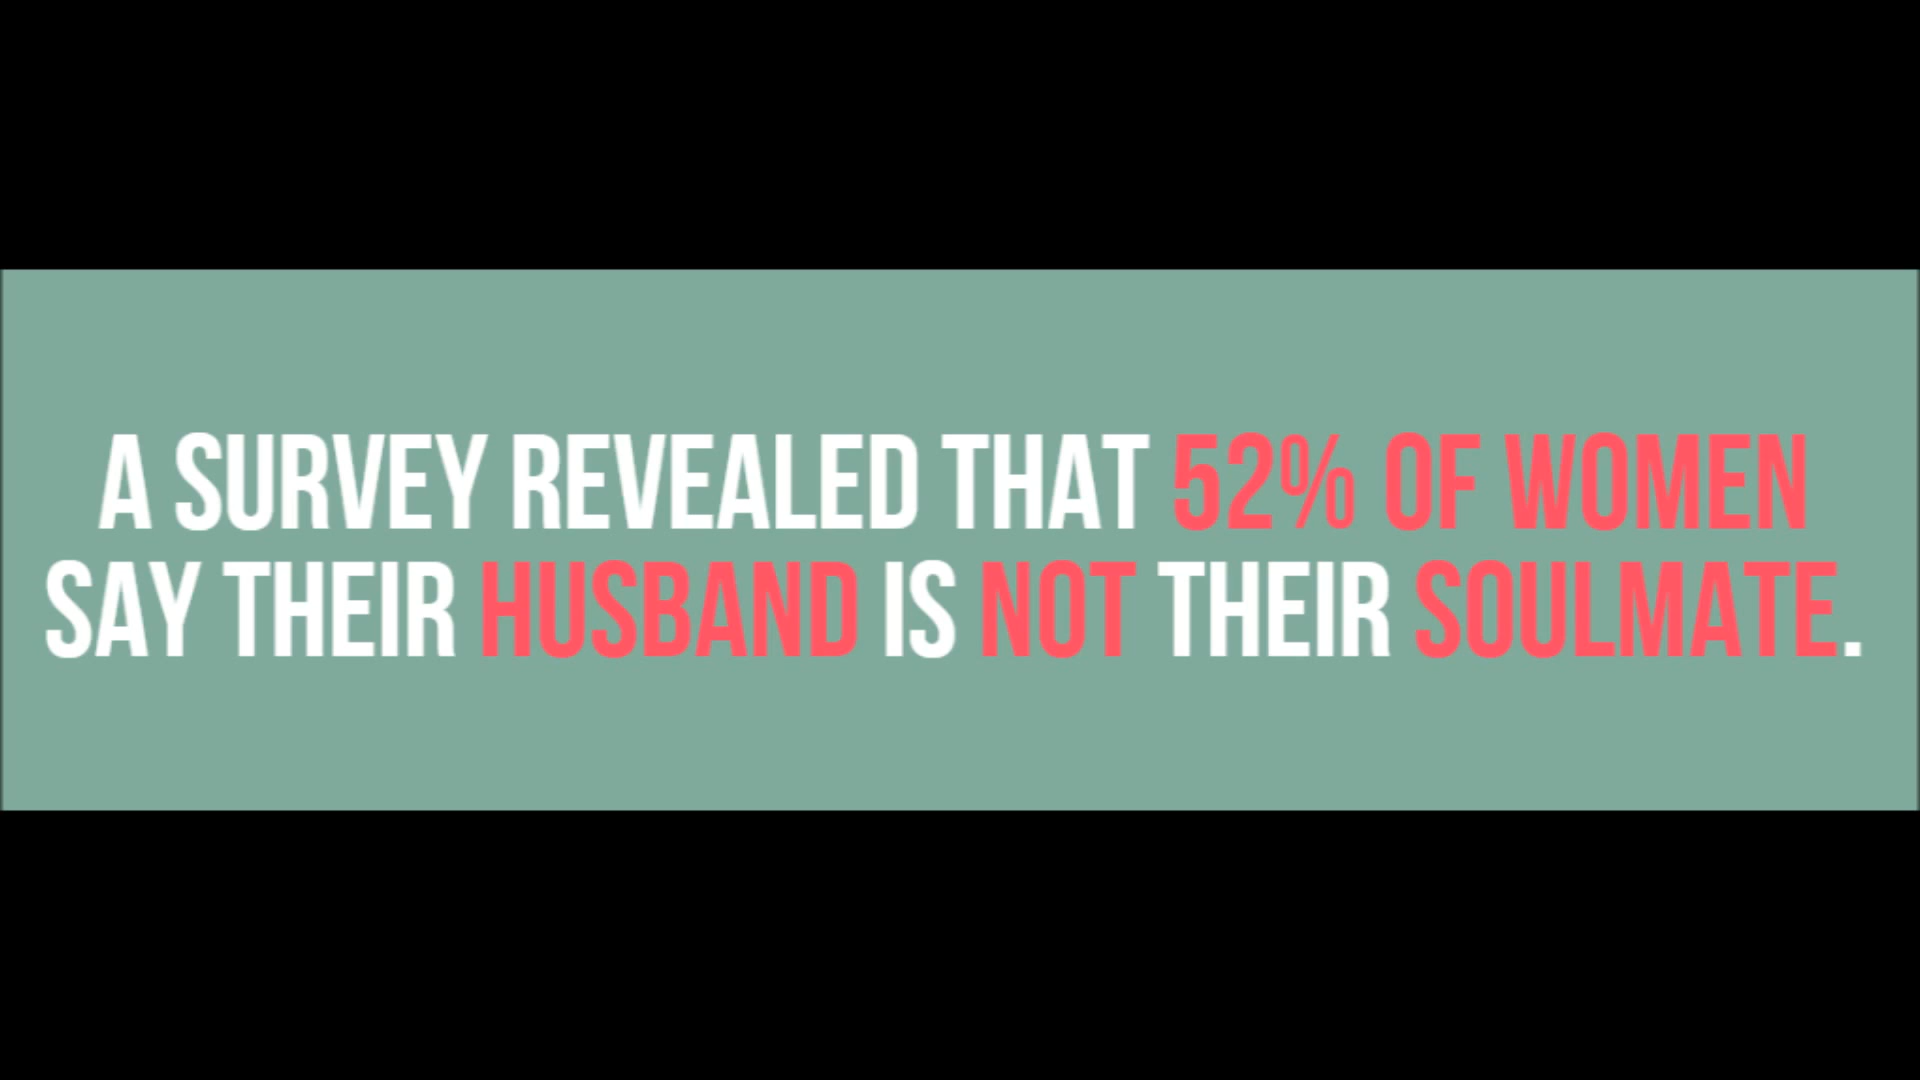 A SURVEY REVEALED THAT 52% OF WOMEN
SAY THEIR HUSBAND IS NOT THEIR SOULMATE.